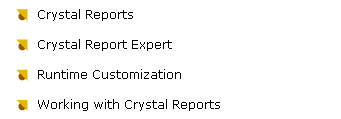 Crystal Reports
Crystal Report Expert
Runtime Customization
Working with Crystal Reports